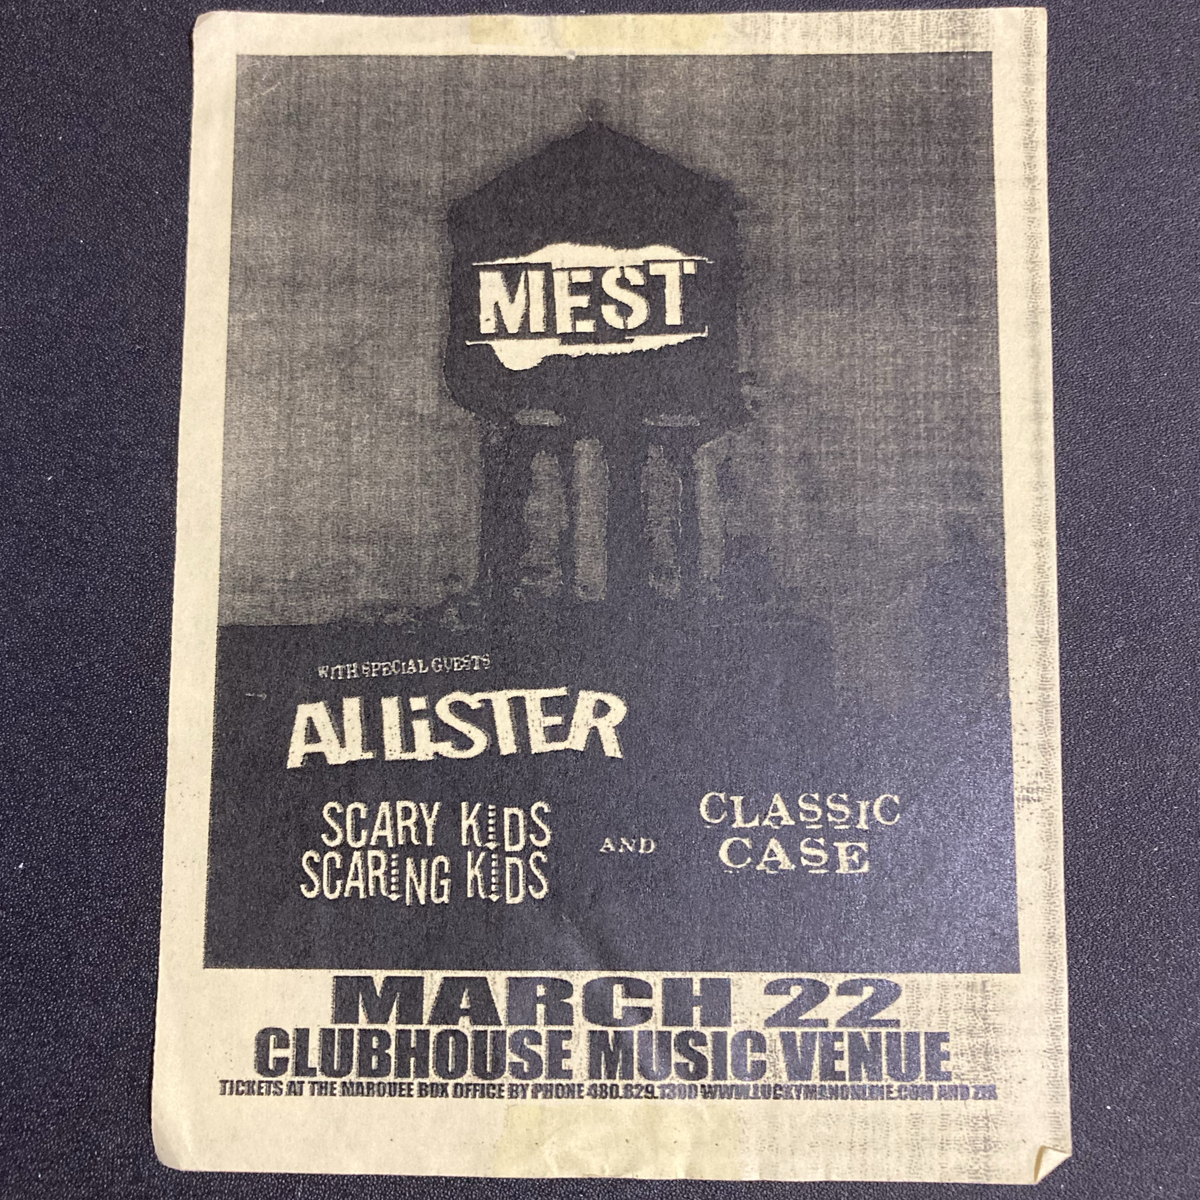 MEST
WITH SPECIAL GUESTS
ALLiSTER
SCARY KiDS
SCARiNG KiDS
AND
CLASSIC
CASE
MARCH 22
CLUBHOUSE MUSIC VENUE
TICKETS AT THE MARQUEE BOX OFFICE BY PHONE 480.829.1300 WWW.LUCKYMANONLINE.COM AND ZIA